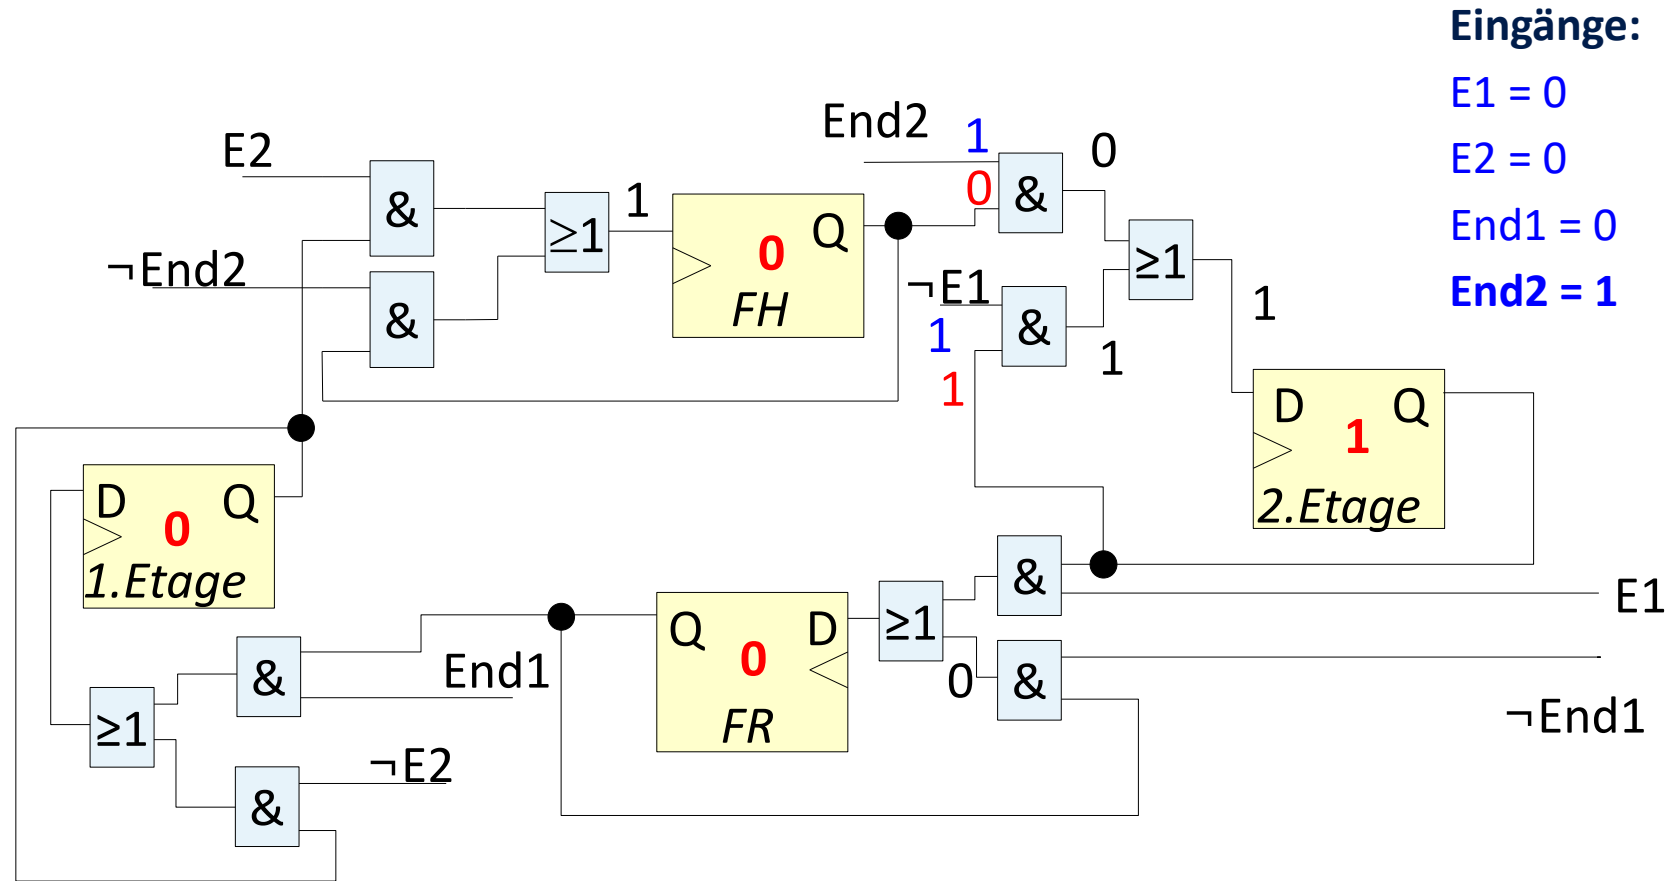 Eingänge:
E1 = 0
E2 = 0
End1 = 0
End2 = 1
E2
¬End2
&
&
≥1
1
0
Q
FH
End2
1
0
&
0
¬E1
1
1
&
1
≥1
1
D
Q
1
2.Etage
D
Q
0
1.Etage
&
E1
≥1
0
&
¬End1
Q
D
0
FR
&
End1
≥1
¬E2
&